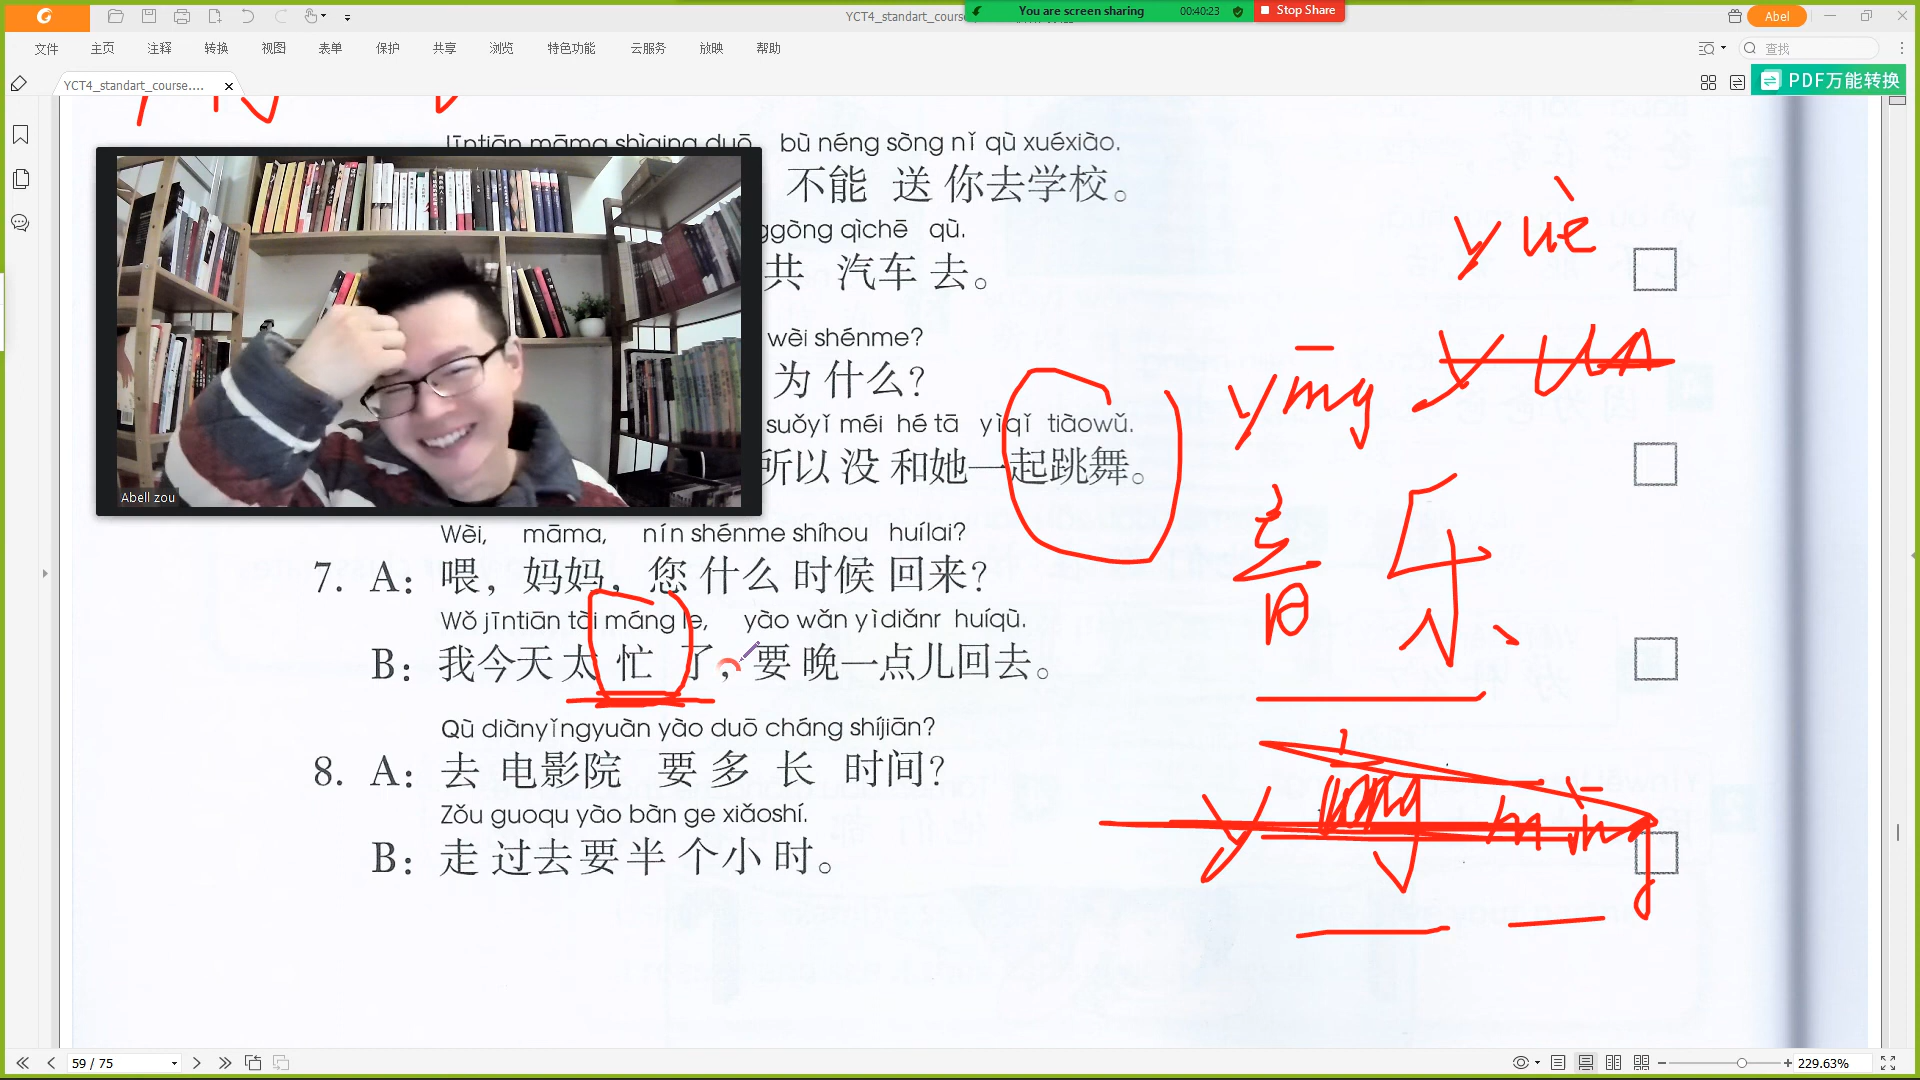 YCT4_standart_course
You are screen sharing
00:40:23
Stop Share
Abel
文件 主页 注释 转换 视图 表单 保护 共享 浏览 特色功能 云服务 放映 帮助
查找
YCT4_standart_course....
PDF万能转换
Jīntiān māma shìqing duō, bù néng sòng nǐ qù xuéxiào.
不能 送 你去学校。
ggòng qìchē qù.
共 汽车 去。
wèi shénme?
为 什么?
suǒyǐ méi hé tā yìqǐ tiàowǔ.
所以 没 和她一起跳舞。
Abell zou
Wèi, māma, nín shénme shíhou huílai?
7. A: 喂, 妈妈, 您 什么 时候 回来?
Wǒ jīntiān tài máng le, yào wǎn yìdiǎnr huíqù.
B: 我今天 太 忙 了, 要 晚一点儿回去。
Qù diànyǐngyuàn yào duō cháng shíjiān?
8. A: 去 电影院 要 多 长 时间?
Zǒu guoqu yào bàn ge xiǎoshí.
B: 走 过去要半 个小 时。
yuè
yīng
音 乐
59 / 75
229.63%